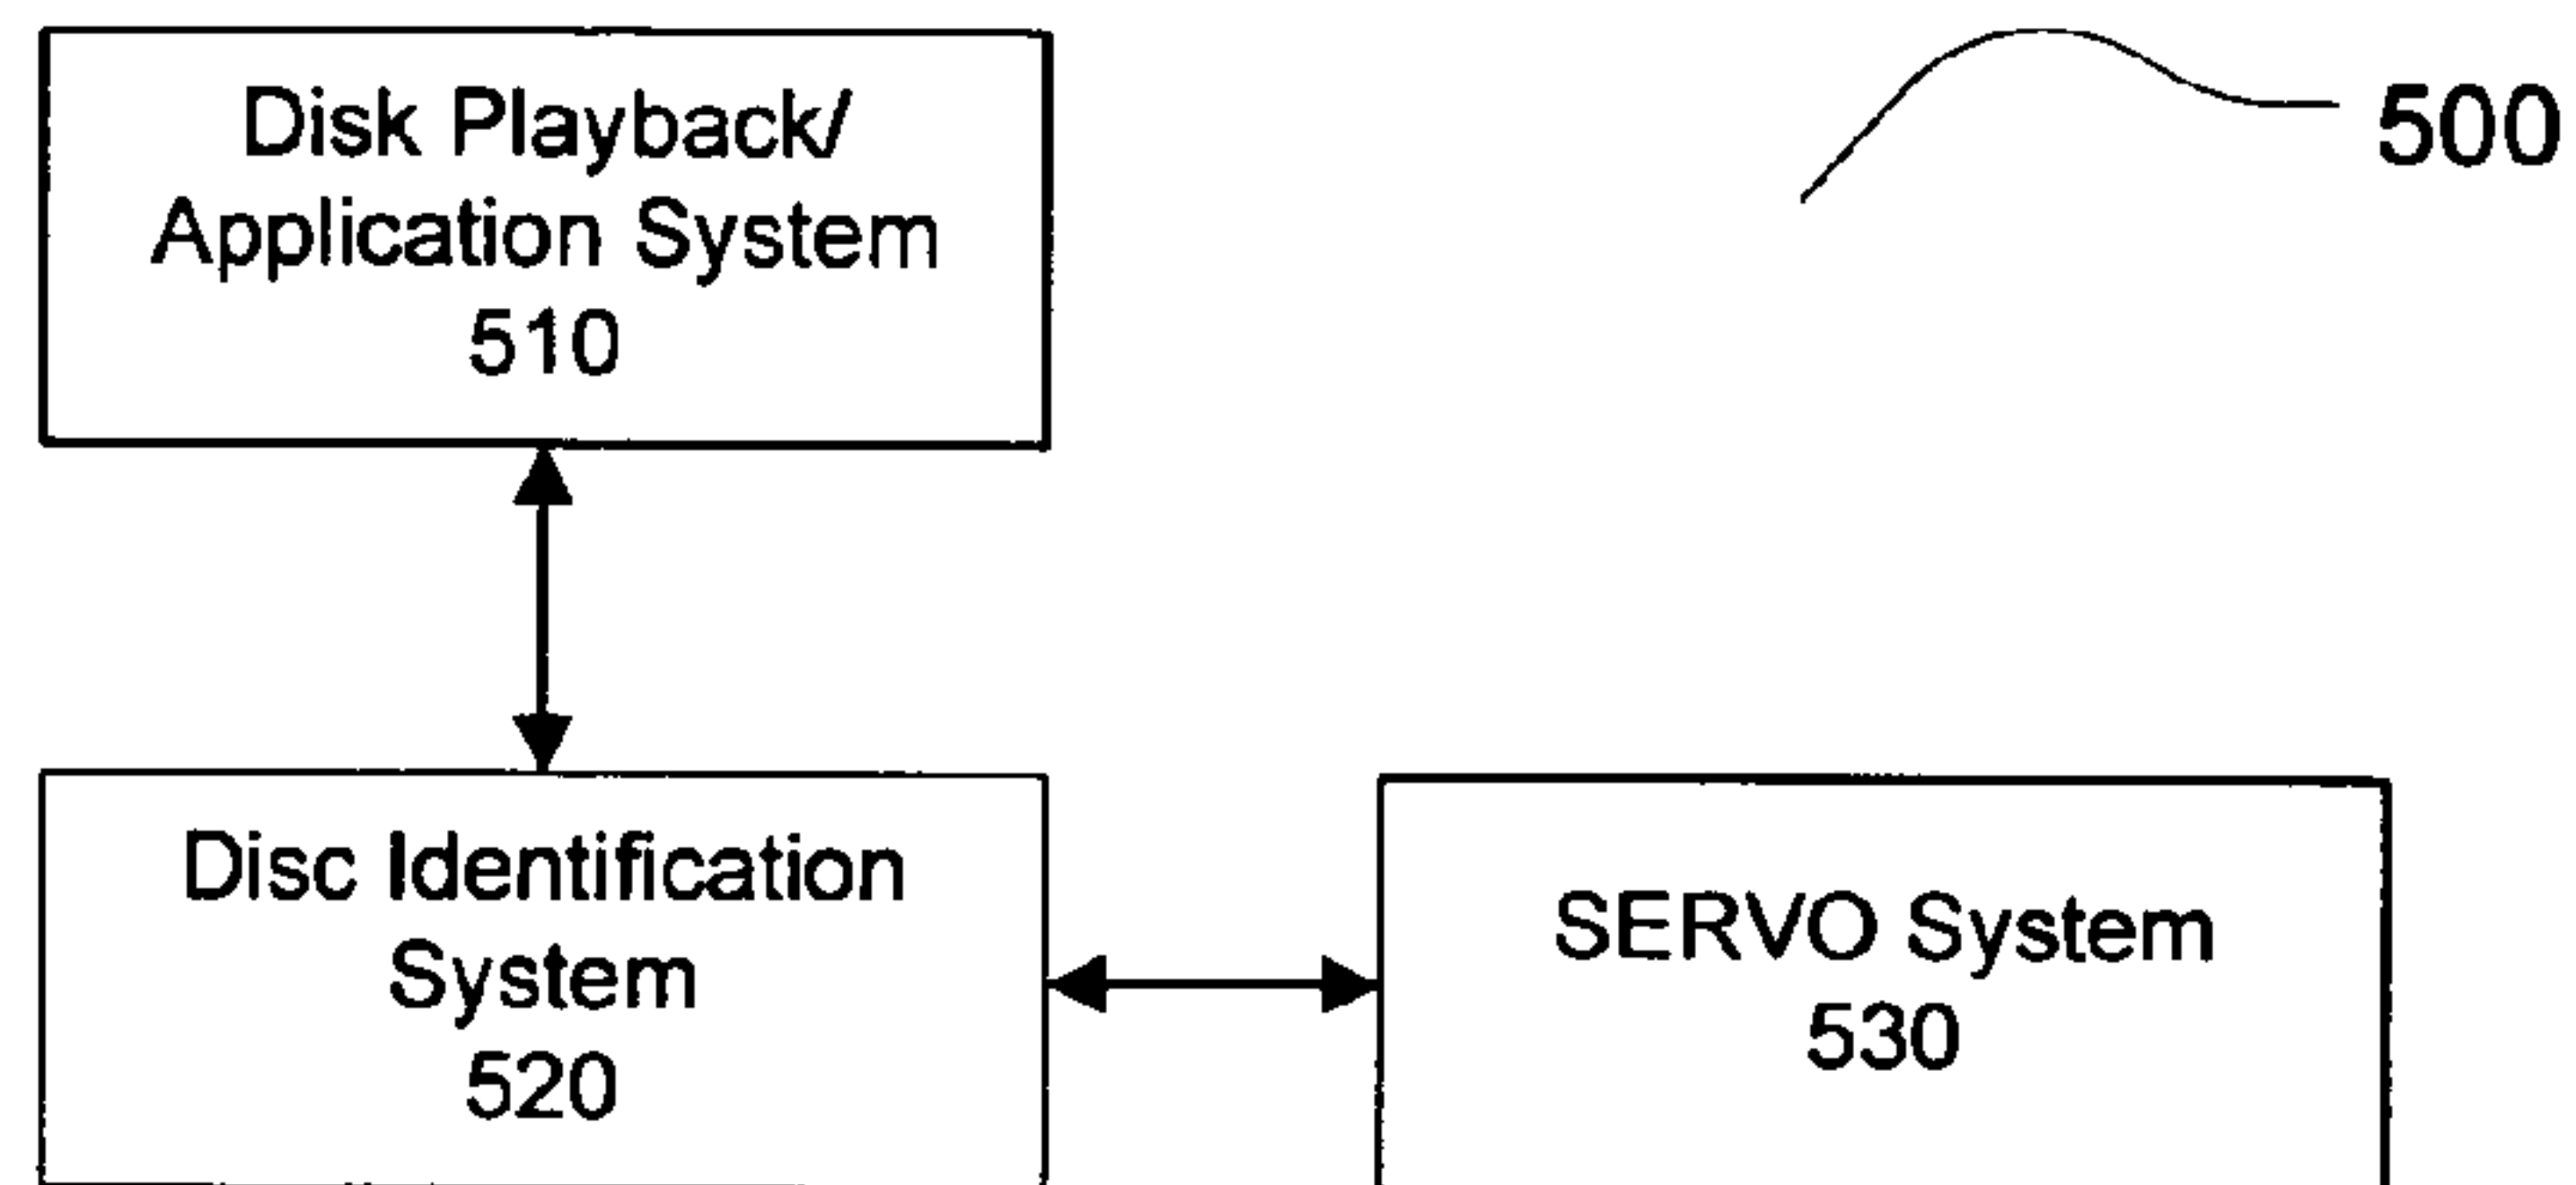 Disk Playback/
Application System
510
500
Disc Identification
System
520
SERVO System
530